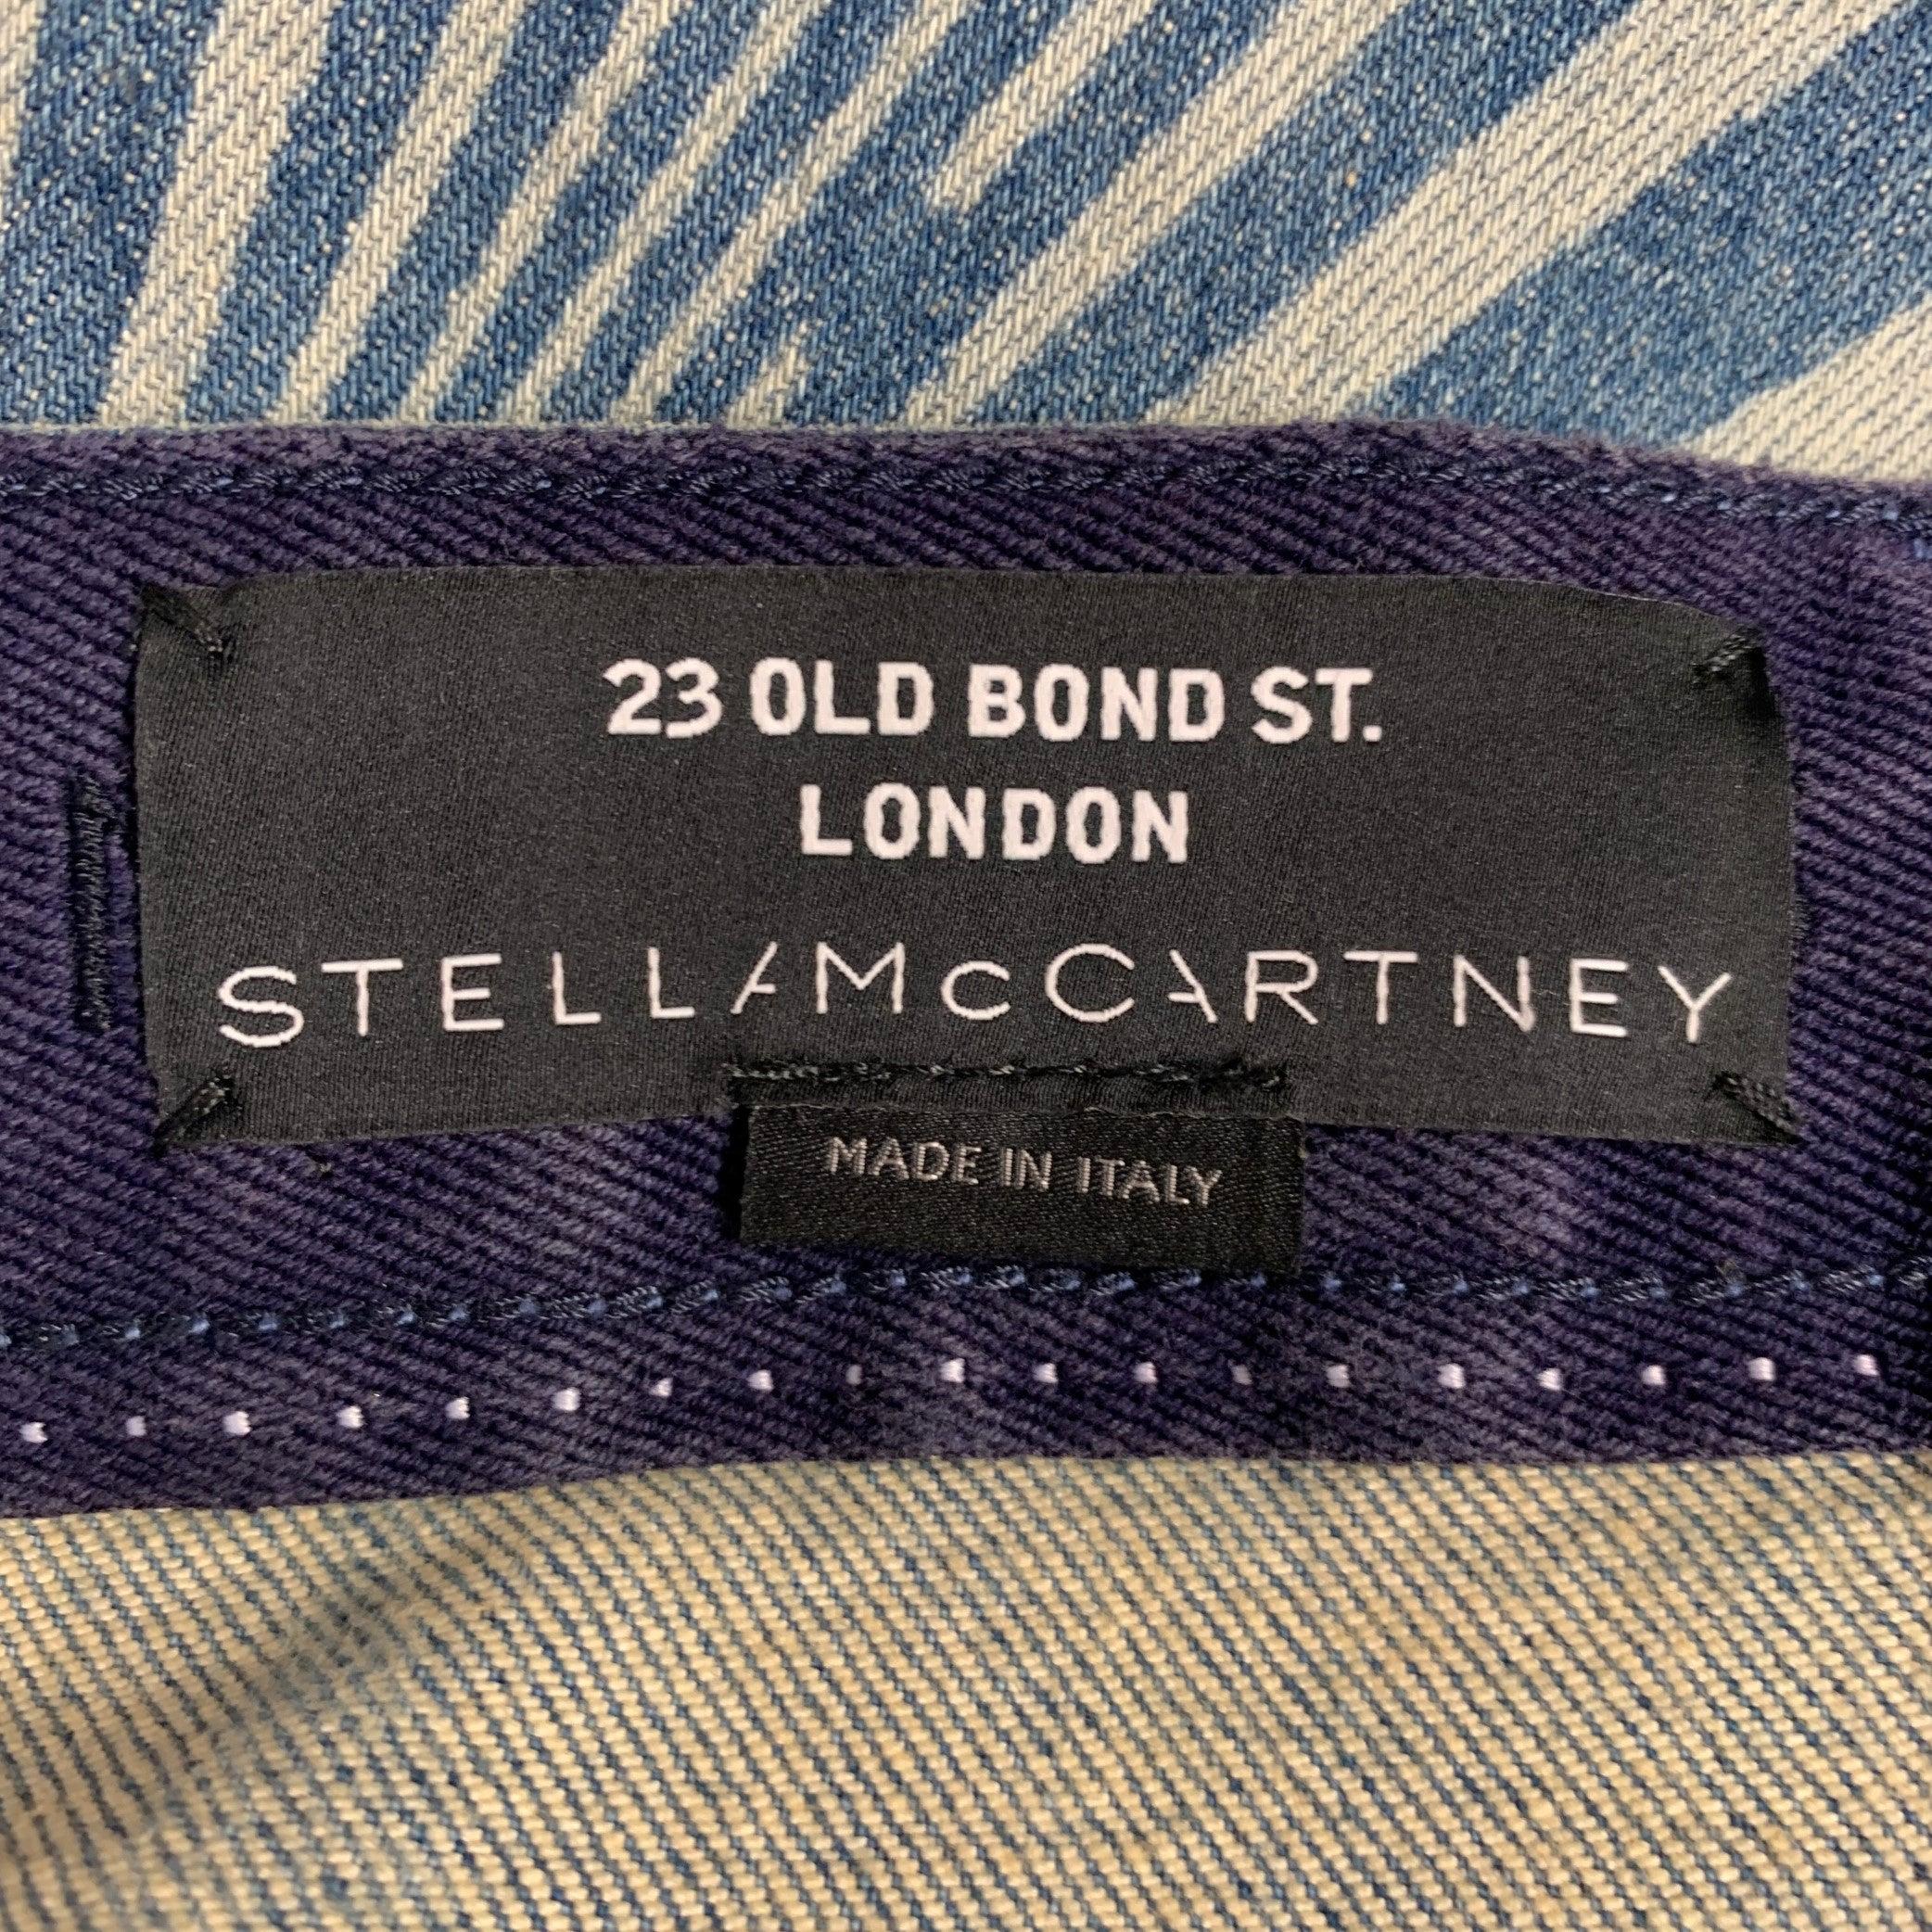 23 OLD BOND ST.
LONDON
STELLAMcCARTNEY
MADE IN ITALY